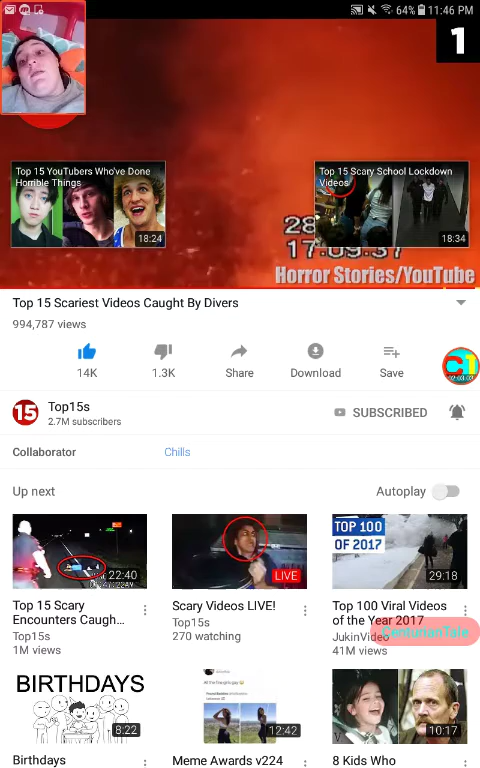 64% 11:46 PM
1
Top 15 YouTubers Who've Done
Horrible Things
18:24
Top 15 Scary School Lockdown
Videos
18:34
28
Horror Stories/YouTube
Top 15 Scariest Videos Caught By Divers
994,787 views
14K
1.3K
Share
Download
Save
02:03:03
15
Top15s
2.7M subscribers
SUBSCRIBED
Collaborator
Chills
Up next
Autoplay
22:40
LIVE
TOP 100
OF 2017
29:18
Top 15 Scary
Encounters Caugh...
Top15s
1M views
Scary Videos LIVE!
Top15s
270 watching
Top 100 Viral Videos
of the Year 2017
JukinVideo
41M views
CenturianTale
BIRTHDAYS
8:22
12:42
10:17
Birthdays
Meme Awards v224
8 Kids Who